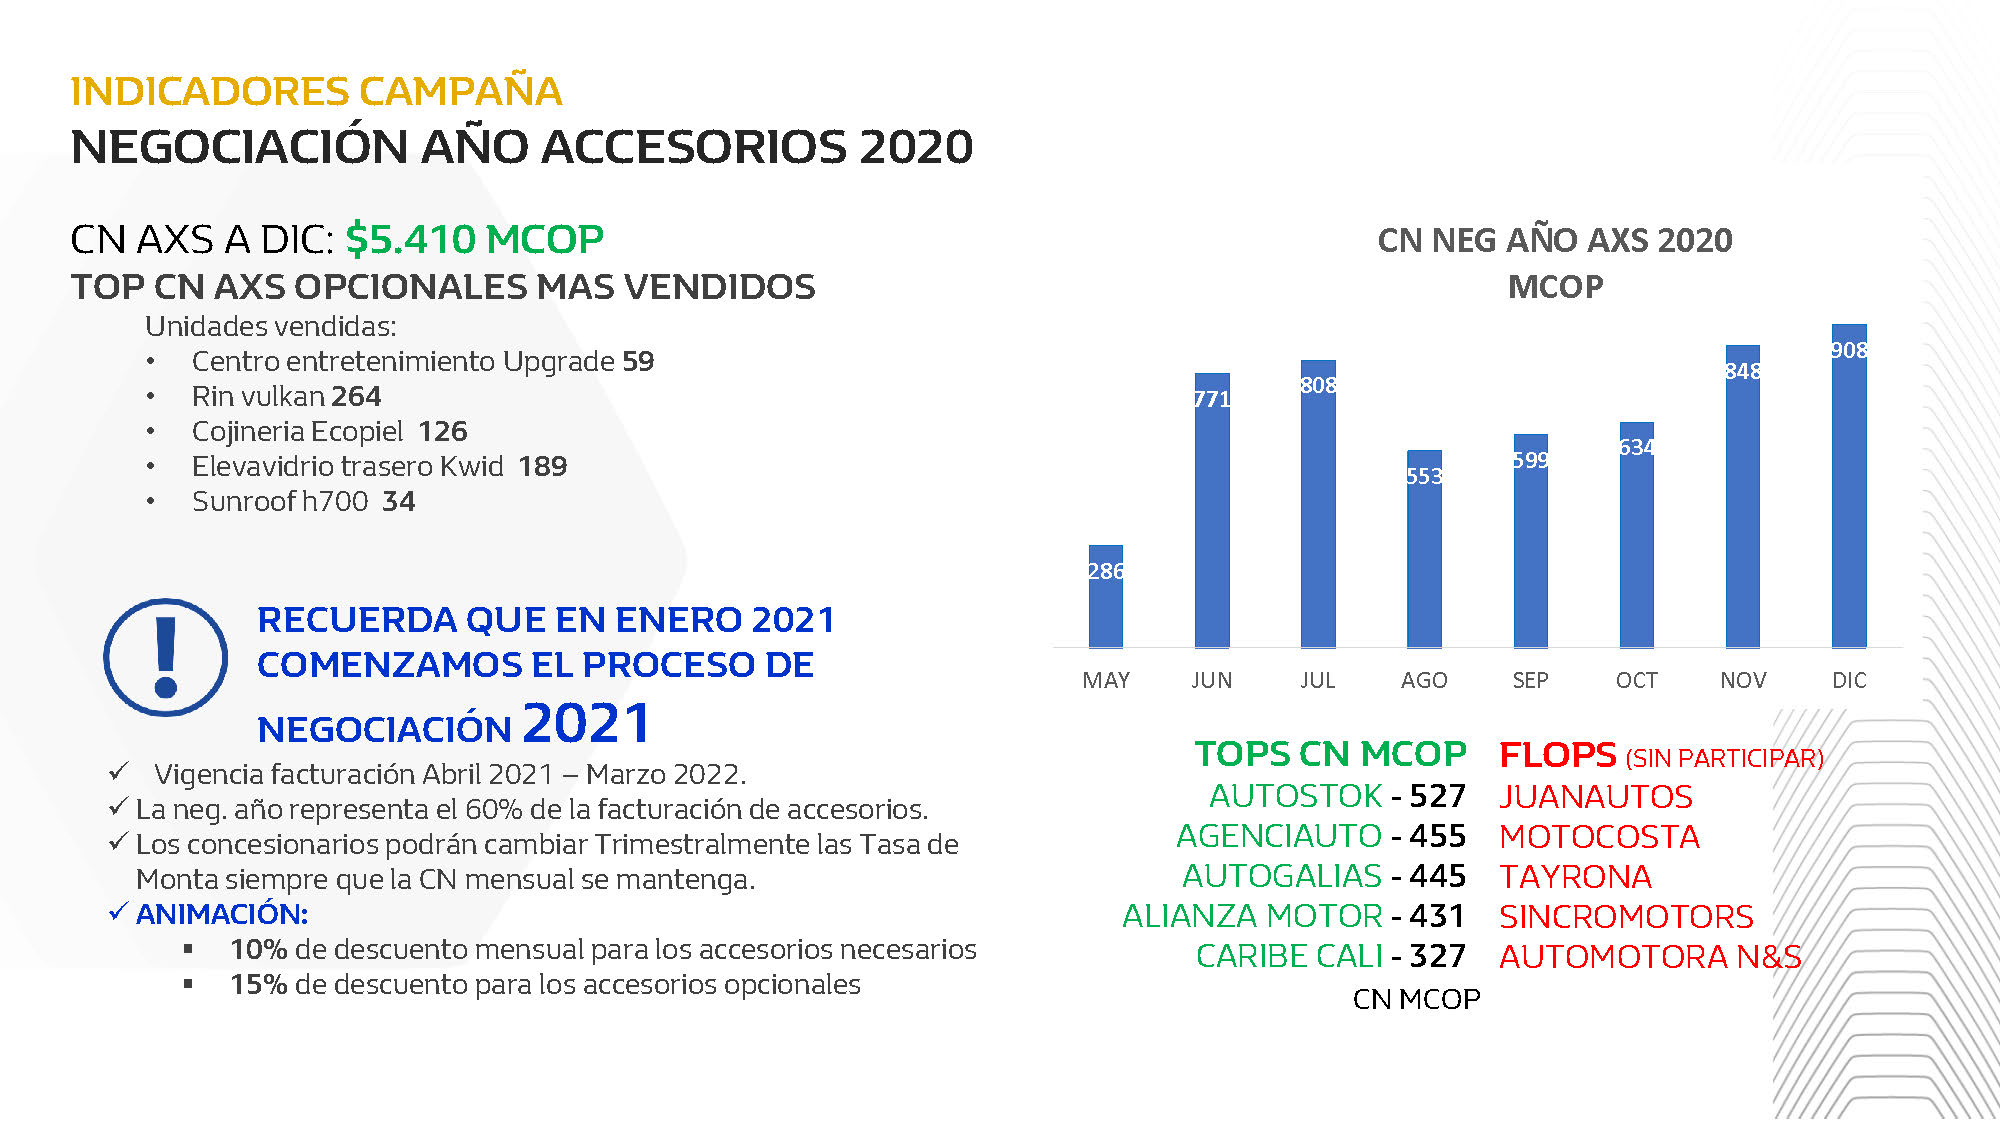 INDICADORES CAMPAÑA
NEGOCIACIÓN AÑO ACCESORIOS 2020
CN AXS A DIC: $5.410 MCOP
TOP CN AXS OPCIONALES MAS VENDIDOS
Unidades vendidas:
• Centro entretenimiento Upgrade 59
• Rin vulkan 264
• Cojineria Ecopiel 126
• Elevavidrio trasero Kwid 189
• Sunroof h700 34
RECUERDA QUE EN ENERO 2021
COMENZAMOS EL PROCESO DE
NEGOCIACIÓN 2021
✓ Vigencia facturación Abril 2021 – Marzo 2022.
✓ La neg. año representa el 60% de la facturación de accesorios.
✓ Los concesionarios podrán cambiar Trimestralmente las Tasa de
Monta siempre que la CN mensual se mantenga.
✓ ANIMACIÓN:
▪ 10% de descuento mensual para los accesorios necesarios
▪ 15% de descuento para los accesorios opcionales
CN NEG AÑO AXS 2020
MCOP
286 771 808 553 599 634 848 908
MAY JUN JUL AGO SEP OCT NOV DIC
TOPS CN MCOP
AUTOSTOK - 527
AGENCIAUTO - 455
AUTOGALIAS - 445
ALIANZA MOTOR - 431
CARIBE CALI - 327
CN MCOP
FLOPS (SIN PARTICIPAR)
JUANAUTOS
MOTOCOSTA
TAYRONA
SINCROMOTORS
AUTOMOTORA N&S